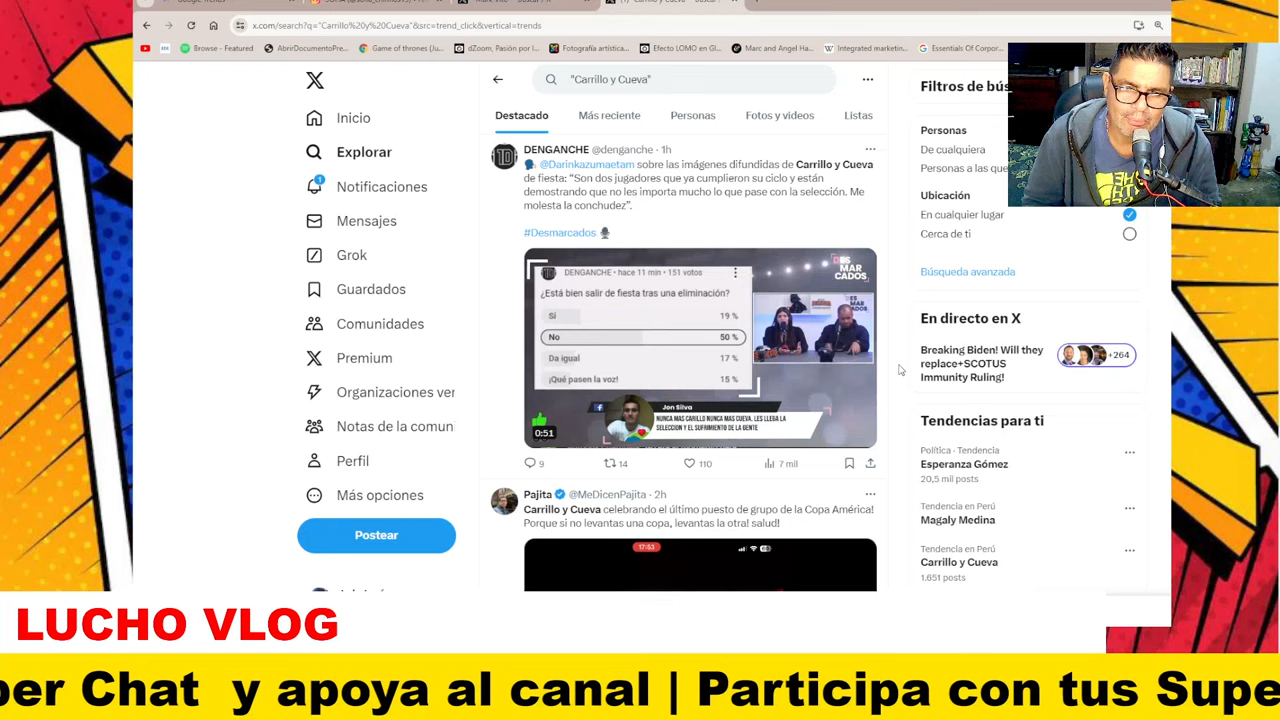 x.com/search?q="Carrillo%20y%20Cueva"&src=trend_click&vertical=trends
Browse - Featured
AbrirDocumentoPre...
Game of thrones (Ju...
dZoom, Pasión por l...
Fotografía artística...
Efecto LOMO en Gl...
Marc and Angel Ha...
Integrated marketin...
Essentials Of Corpor...
"Carrillo y Cueva"
Destacado
Más reciente
Personas
Fotos y videos
Listas
Inicio
Explorar
1
Notificaciones
Mensajes
Grok
Guardados
Comunidades
Premium
Organizaciones ver
Notas de la comun
Perfil
Más opciones
Postear
DENGANCHE @denganche · 1h
@Darinkazumaetam sobre las imágenes difundidas de Carrillo y Cueva
de fiesta: "Son dos jugadores que ya cumplieron su ciclo y están
demostrando que no les importa mucho lo que pase con la selección. Me
molesta la conchudez".
#Desmarcados
DENGANCHE • hace 11 min • 151 votos
¿Está bien salir de fiesta tras una eliminación?
Sí 19 %
No 50 %
Da igual 17 %
¡Qué pasen la voz! 15 %
DES
MAR
CADOS
Jon Silva
NUNCA MAS CARILLO NUNCA MAS CUEVA. LES LLEGA LA
SELECCION Y EL SUFRIMIENTO DE LA GENTE
0:51
9 14 110 7 mil
Pajita @MeDicenPajita · 2h
Carrillo y Cueva celebrando el último puesto de grupo de la Copa América!
Porque si no levantas una copa, levantas la otra! salud!
17:53
Filtros de bús
Personas
De cualquiera
Personas a las que
Ubicación
En cualquier lugar
Cerca de ti
Búsqueda avanzada
En directo en X
Breaking Biden! Will they
replace+SCOTUS
Immunity Ruling!
+264
Tendencias para ti
Política · Tendencia
Esperanza Gómez
20,5 mil posts
Tendencia en Perú
Magaly Medina
Tendencia en Perú
Carrillo y Cueva
1.651 posts
LUCHO VLOG
per Chat y apoya al canal | Participa con tus Supe